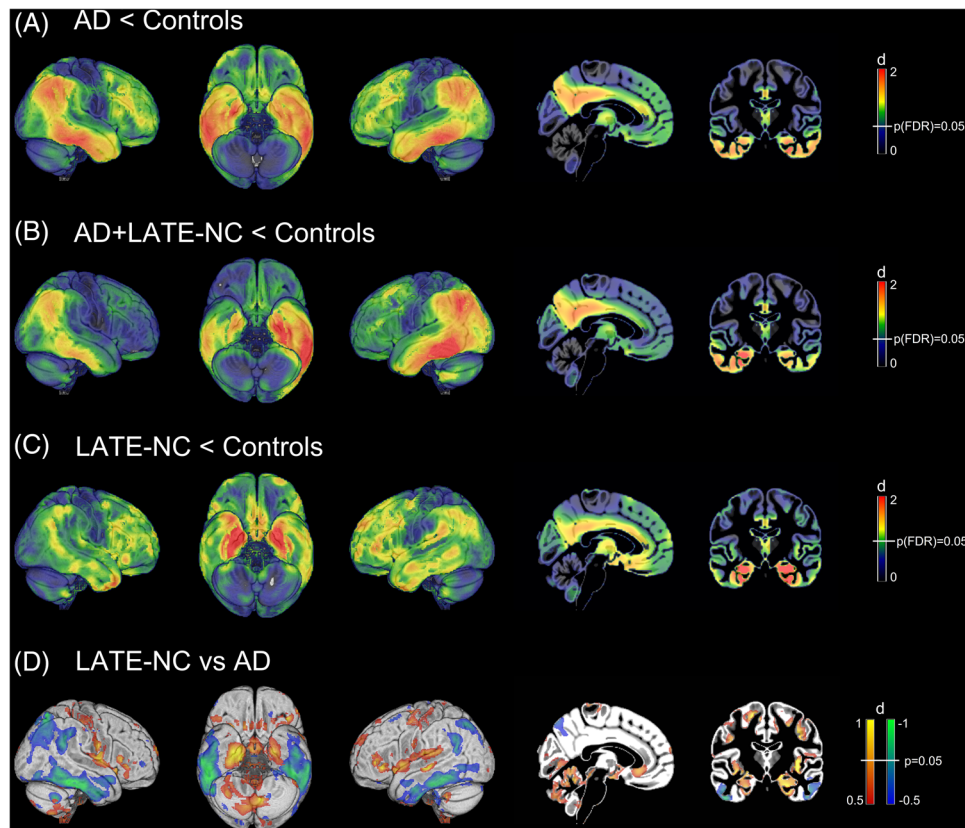 (A) AD < Controls
d
2
p(FDR)=0.05
0
(B) AD+LATE-NC < Controls
d
2
p(FDR)=0.05
0
(C) LATE-NC < Controls
d
2
p(FDR)=0.05
0
(D) LATE-NC vs AD
d
1 -1
p=0.05
0.5 -0.5